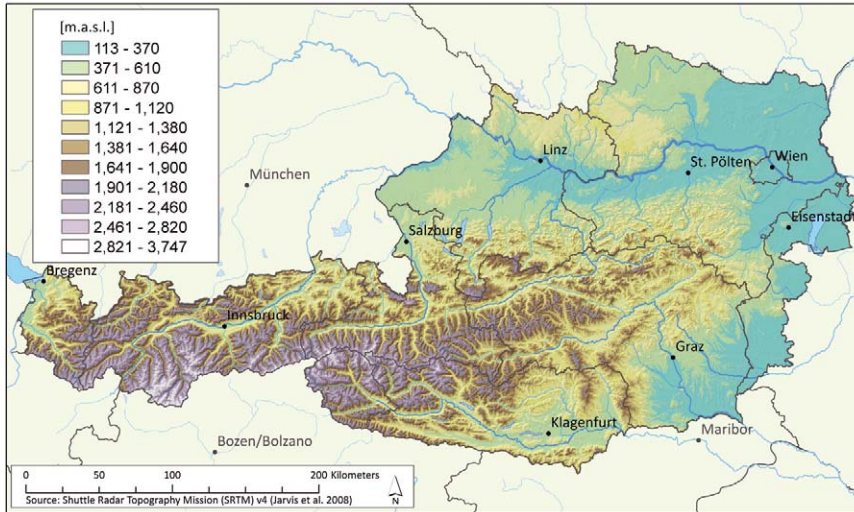 [m.a.s.l.]
113 - 370
371 - 610
611 - 870
871 - 1,120
1,121 - 1,380
1,381 - 1,640
1,641 - 1,900
1,901 - 2,180
2,181 - 2,460
2,461 - 2,820
2,821 - 3,747
München
Linz
St. Pölten
Wien
Eisenstadt
Salzburg
Bregenz
Innsbruck
Graz
Klagenfurt
Maribor
Bozen/Bolzano
0 50 100 200 Kilometers
Source: Shuttle Radar Topography Mission (SRTM) v4 (Jarvis et al. 2008)
N